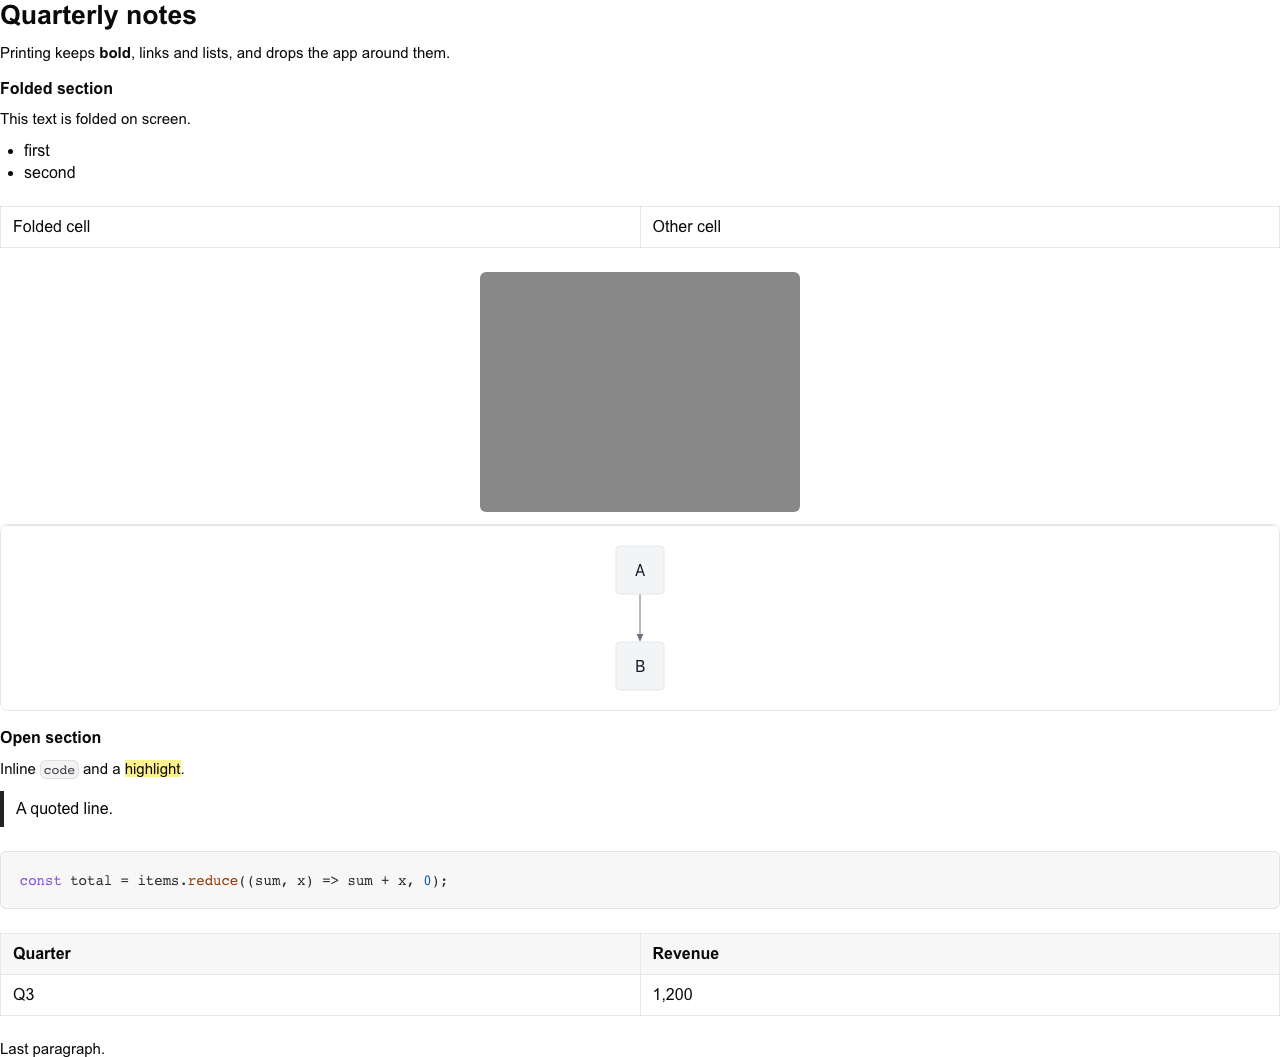 Quarterly notes
Printing keeps bold, links and lists, and drops the app around them.
Folded section
This text is folded on screen.
first
second
Folded cell Other cell
A
B
Open section
Inline code and a highlight.
A quoted line.
const total = items.reduce((sum, x) => sum + x, 0);
Quarter Revenue
Q3 1,200
Last paragraph.